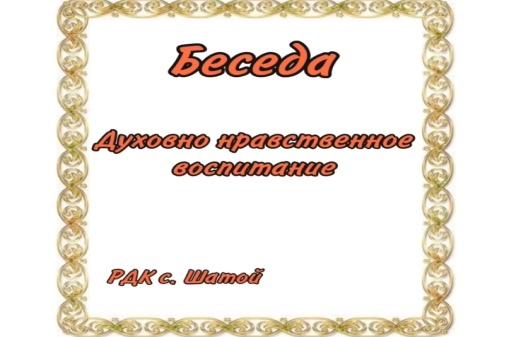 Беседа
Духовно нравственное
воспитание
РДК с. Шатой